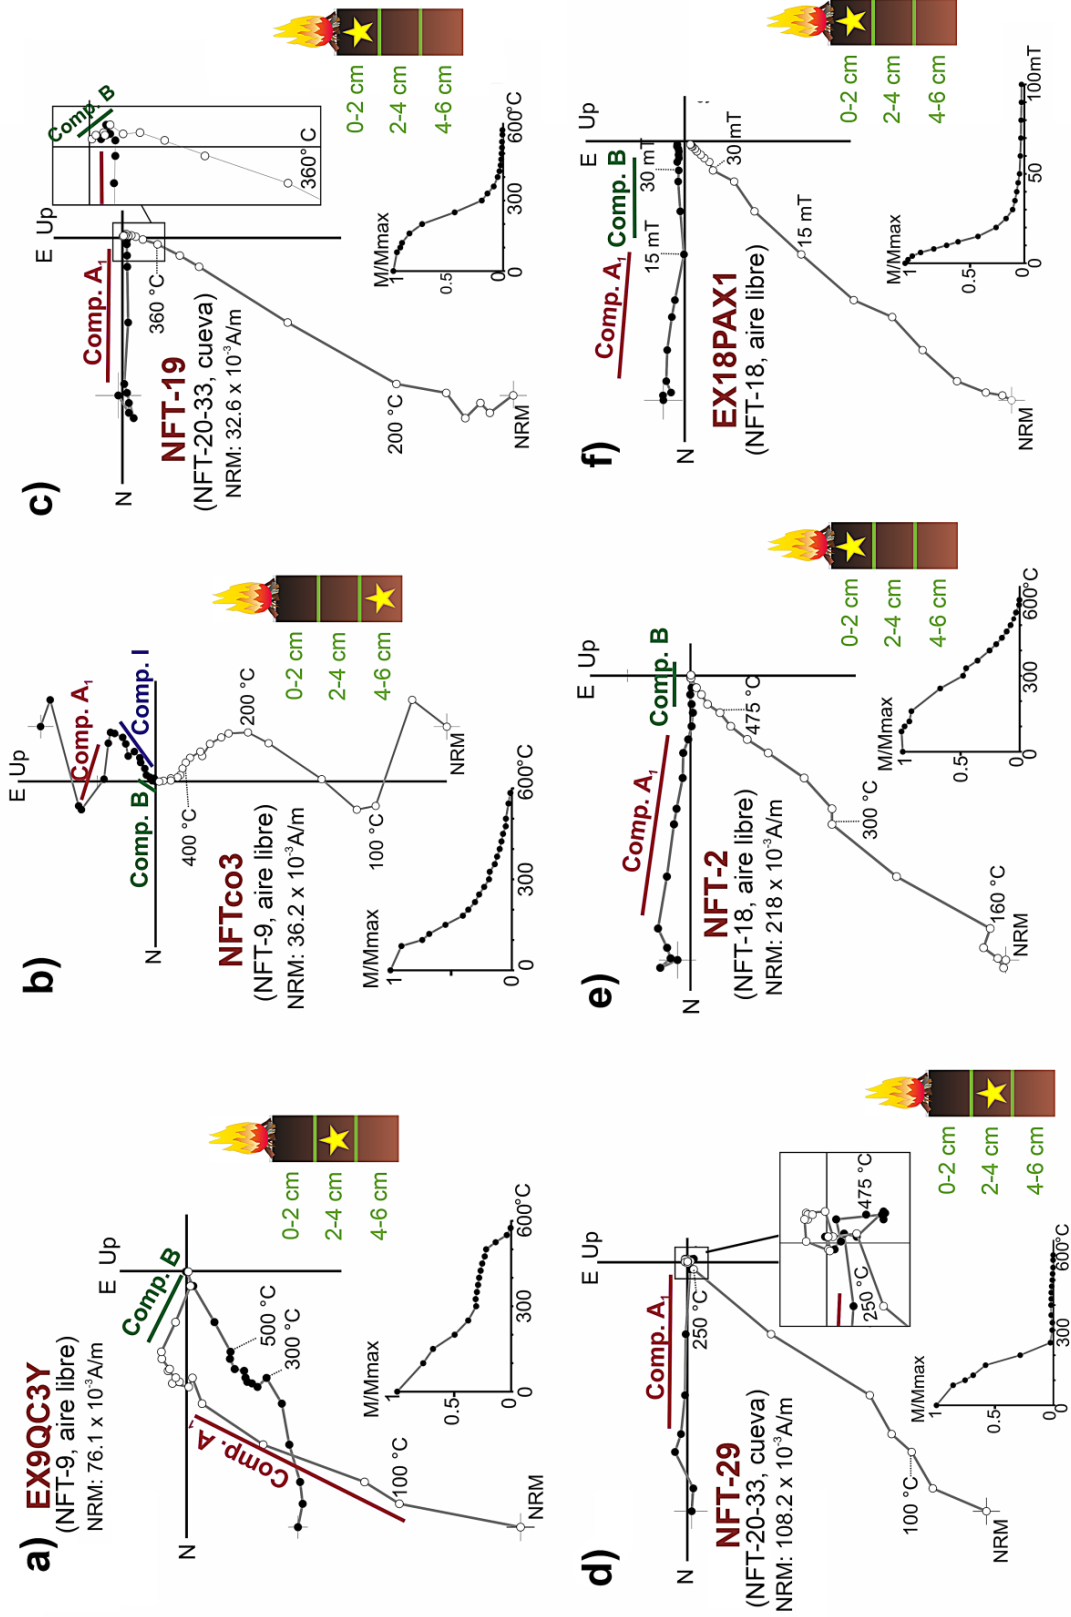 a) EX9QC3Y
(NFT-9, aire libre)
NRM: 76.1 x 10⁻³A/m
E Up
N
Comp. B
Comp. A₁
500 °C
300 °C
100 °C
NRM
M/Mmax
1
0.5
0
0
300
600°C
0-2 cm
2-4 cm
4-6 cm
b)
E Up
N
Comp. A₁
Comp. I
Comp. B
200 °C
400 °C
100 °C
NRM
NFTco3
(NFT-9, aire libre)
NRM: 36.2 x 10⁻³A/m
M/Mmax
1
0
0
300
600°C
0-2 cm
2-4 cm
4-6 cm
c)
E Up
N
Comp. A₁
Comp. B
360° C
360 °C
200 °C
NRM
NFT-19
(NFT-20-33, cueva)
NRM: 32.6 x 10⁻³A/m
M/Mmax
1
0.5
0
0
300
600°C
0-2 cm
2-4 cm
4-6 cm
d)
E Up
N
Comp. A₁
250 °C
475 °C
250 °C
100 °C
NRM
NFT-29
(NFT-20-33, cueva)
NRM: 108.2 x 10⁻³A/m
M/Mmax
1
0.5
0
0
300
600°C
0-2 cm
2-4 cm
4-6 cm
e)
E Up
N
Comp. A₁
Comp. B
475 °C
300 °C
160 °C
NRM
NFT-2
(NFT-18, aire libre)
NRM: 218 x 10⁻³A/m
M/Mmax
1
0.5
0
0
300
600°C
0-2 cm
2-4 cm
4-6 cm
f)
E Up
N
Comp. A₁
Comp. B
15 mT
30 mT
30 mT
15 mT
NRM
EX18PAX1
(NFT-18, aire libre)
M/Mmax
1
0.5
0
0
50
100mT
0-2 cm
2-4 cm
4-6 cm